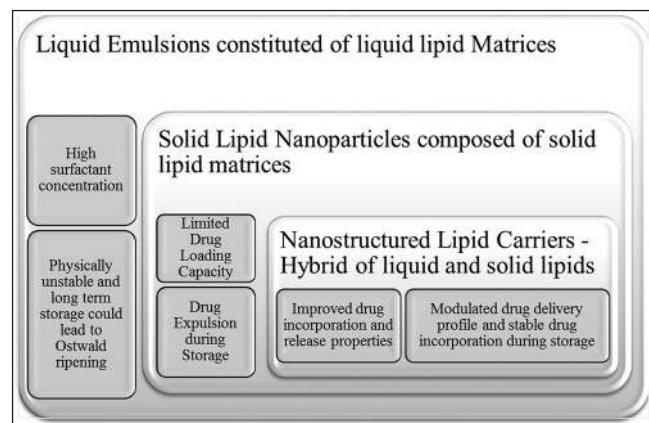 Liquid Emulsions constituted of liquid lipid Matrices
High
surfactant
concentration
Physically
unstable and
long term
storage could
lead to
Ostwald
ripening
Solid Lipid Nanoparticles composed of solid
lipid matrices
Limited
Drug
Loading
Capacity
Drug
Expulsion
during
Storage
Nanostructured Lipid Carriers -
Hybrid of liquid and solid lipids
Improved drug
incorporation and
release properties
Modulated drug delivery
profile and stable drug
incorporation during storage